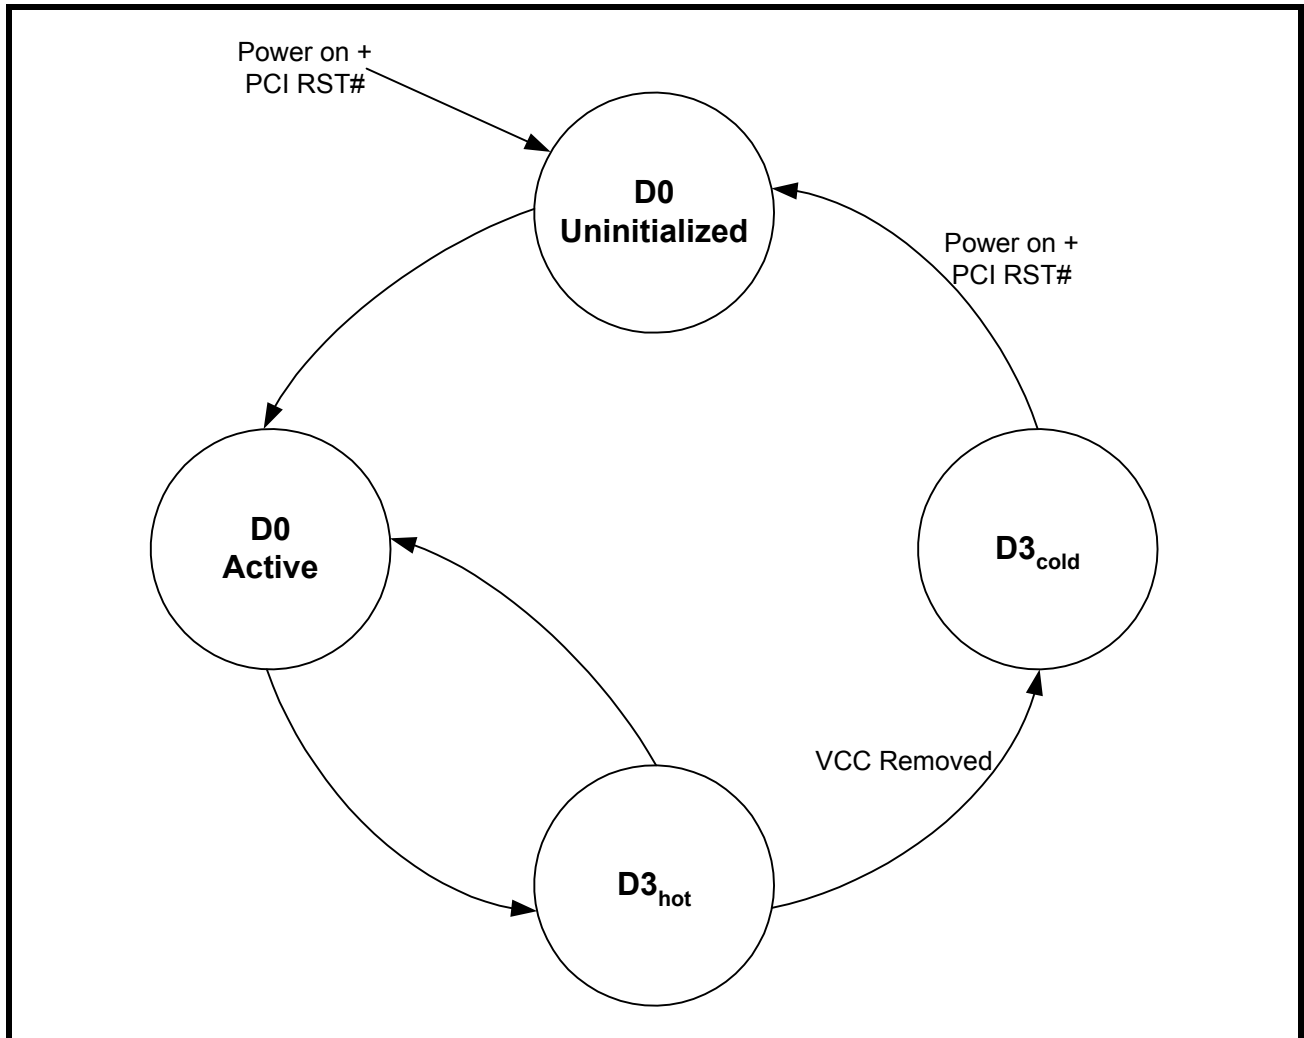 Power on +
PCI RST#
D0
Uninitialized
Power on +
PCI RST#
D0
Active
D3cold
VCC Removed
D3hot